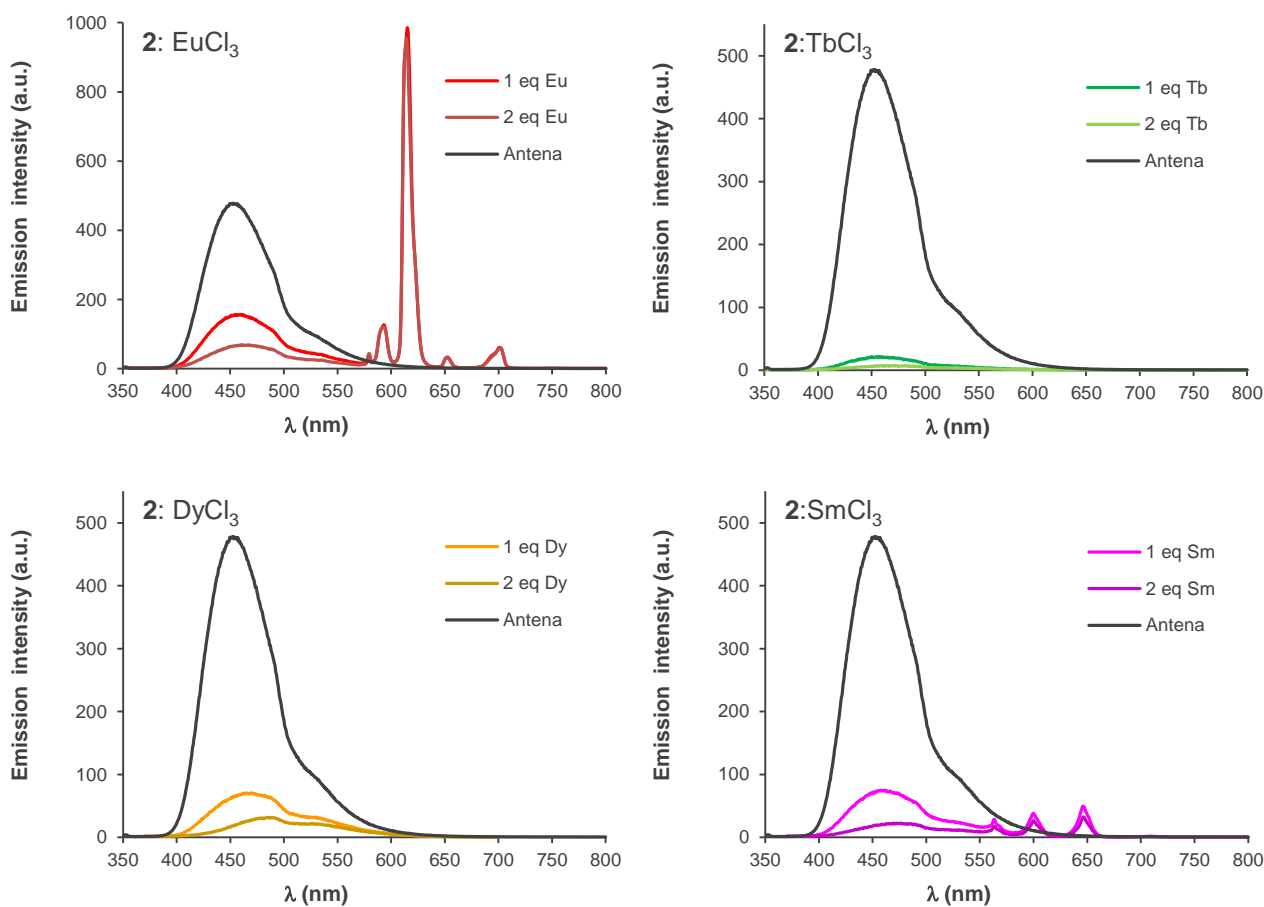 2: EuCl3
Emission intensity (a.u.)
1000
800
600
400
200
0
1 eq Eu
2 eq Eu
Antena
350 400 450 500 550 600 650 700 750 800
λ (nm)
2:TbCl3
Emission intensity (a.u.)
500
400
300
200
100
0
1 eq Tb
2 eq Tb
Antena
350 400 450 500 550 600 650 700 750 800
λ (nm)
2: DyCl3
Emission intensity (a.u.)
500
400
300
200
100
0
1 eq Dy
2 eq Dy
Antena
350 400 450 500 550 600 650 700 750 800
λ (nm)
2:SmCl3
Emission intensity (a.u.)
500
400
300
200
100
0
1 eq Sm
2 eq Sm
Antena
350 400 450 500 550 600 650 700 750 800
λ (nm)